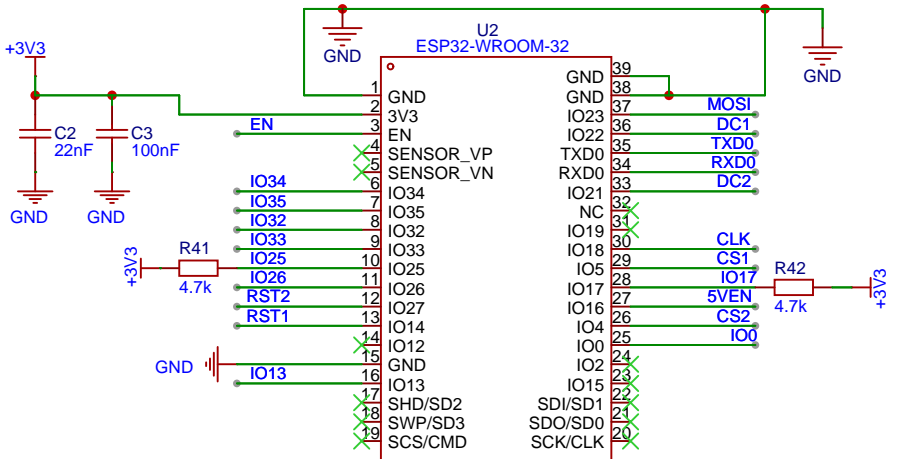 U2
ESP32-WROOM-32
+3V3
GND
GND
C2
22nF
C3
100nF
GND
GND
EN
IO34
IO35
IO32
IO33
IO25
IO26
RST2
RST1
IO13
+3V3
R41
4.7k
GND
1 GND
2 3V3
3 EN
4 SENSOR_VP
5 SENSOR_VN
6 IO34
7 IO35
8 IO32
9 IO33
10 IO25
11 IO26
12 IO27
13 IO14
14 IO12
15 GND
16 IO13
17 SHD/SD2
18 SWP/SD3
19 SCS/CMD
GND 39
GND 38
IO23 37
IO22 36
TXD0 35
RXD0 34
IO21 33
NC 32
IO19 31
IO18 30
IO5 29
IO17 28
IO16 27
IO4 26
IO0 25
IO2 24
IO15 23
SDI/SD1 22
SDO/SD0 21
SCK/CLK 20
MOSI
DC1
TXD0
RXD0
DC2
CLK
CS1
IO17
5VEN
CS2
IO0
R42
4.7k
+3V3